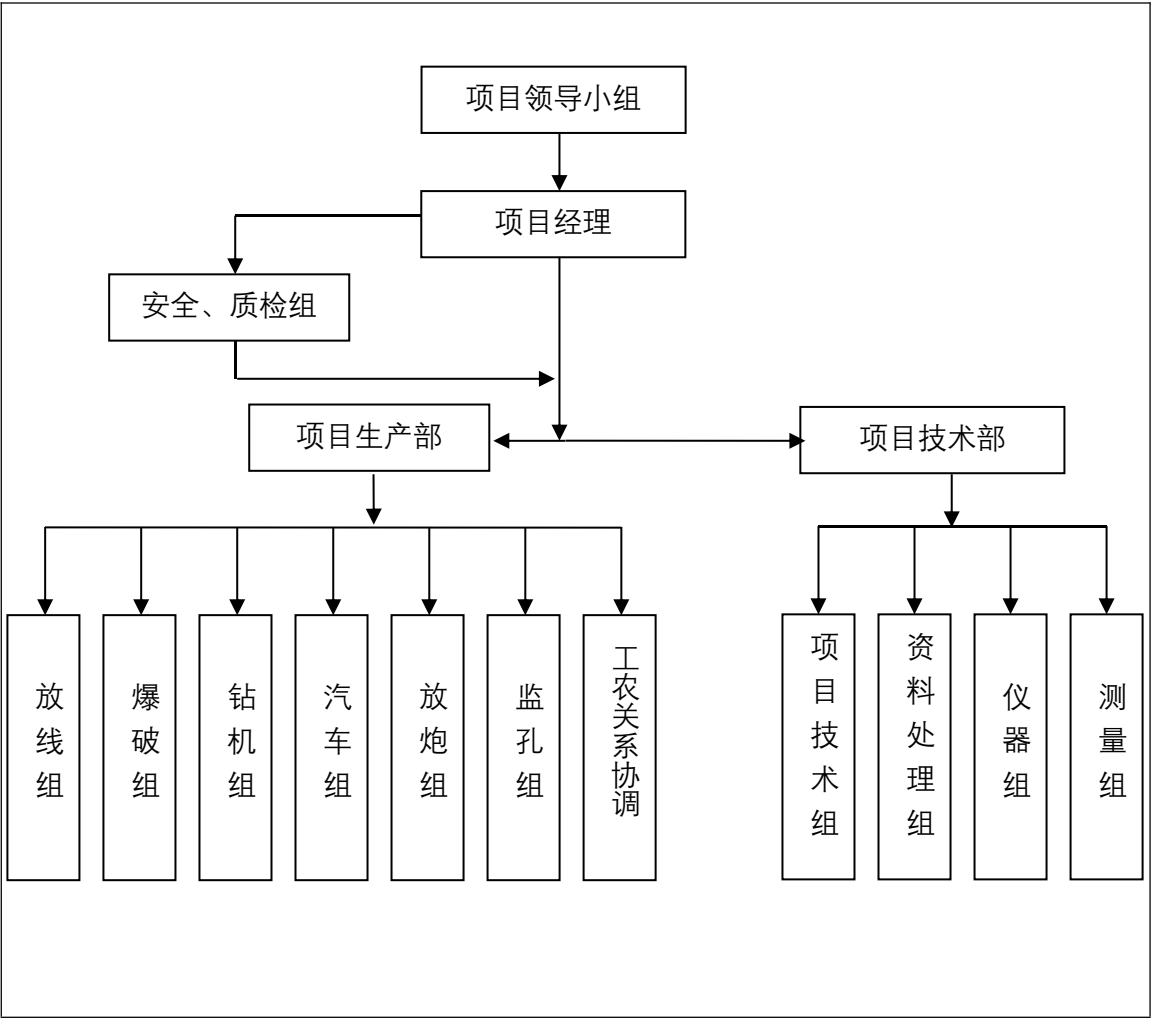 项目领导小组
项目经理
安全、质检组
项目生产部
项目技术部
放线组
爆破组
钻机组
汽车组
放炮组
监孔组
工农关系协调
项目技术组
资料处理组
仪器组
测量组